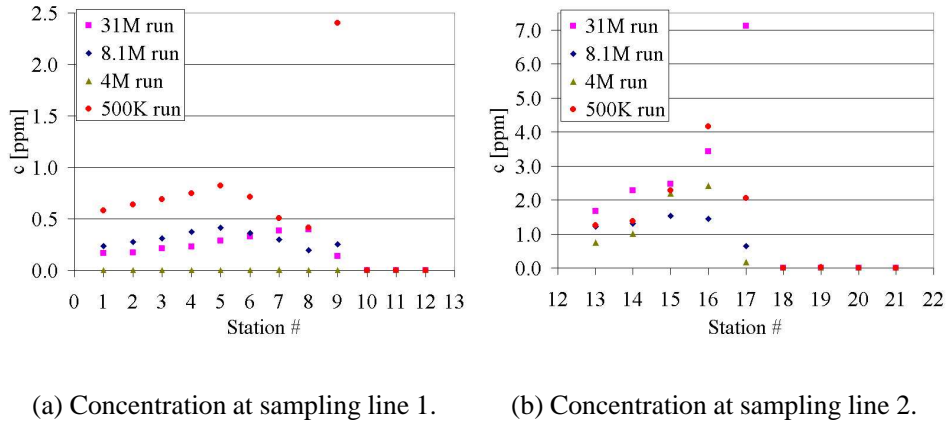 2.5
2.0
1.5
1.0
0.5
0.0
c [ppm]
31M run
8.1M run
4M run
500K run
0 1 2 3 4 5 6 7 8 9 10 11 12 13
Station #
7.0
6.0
5.0
4.0
3.0
2.0
1.0
0.0
c [ppm]
31M run
8.1M run
4M run
500K run
12 13 14 15 16 17 18 19 20 21 22
Station #
(a) Concentration at sampling line 1.
(b) Concentration at sampling line 2.